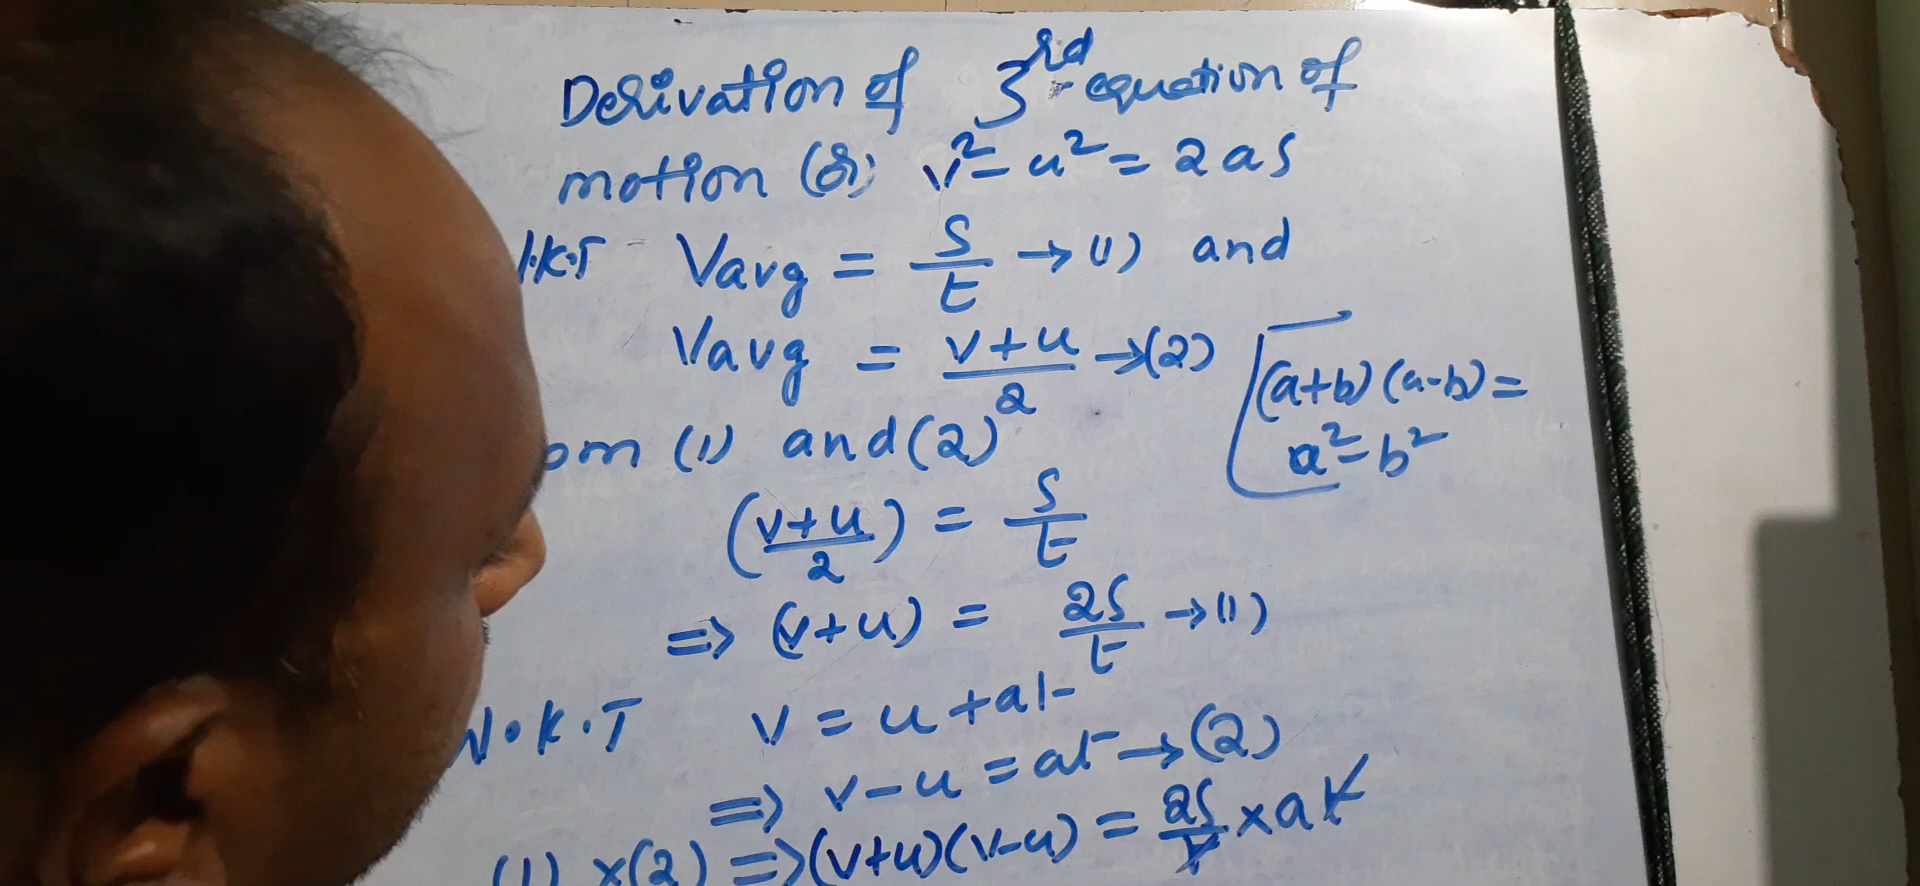 Derivation of 3rd equation of
motion (or) v² - u² = 2as
.K.T Vavg = s/t → (1) and
Vavg = v+u/2 → (2)
(a+b)(a-b) =
a² - b²
om (1) and (2)
(v+u/2) = s/t
⇒ (v+u) = 2s/t → (1)
W.K.T v = u + at
⇒ v - u = at → (2)
(1) x (2) ⇒ (v+u)(v-u) = 2s/t x at